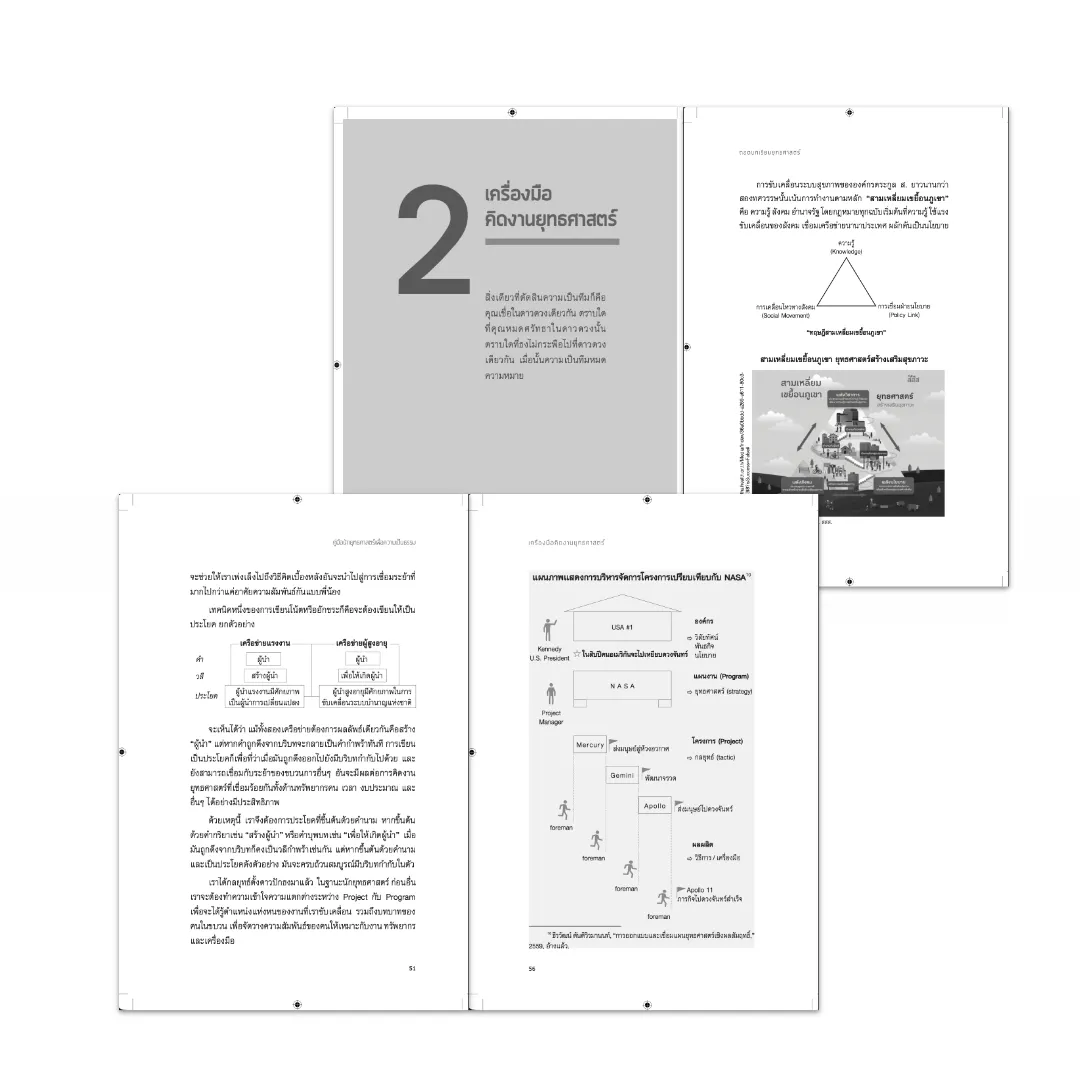 2
เครื่องมือ
คิดงานยุทธศาสตร์
สิ่งเดียวที่ตัดสินความเป็นทีมก็คือ
คุณเชื่อในดาวดวงเดียวกัน ตราบใด
ที่คุณหมดศรัทธาในดาวดวงนั้น
ตราบใดที่ธงไม่กระพือไปที่ดาวดวง
เดียวกัน เมื่อนั้นความเป็นทีมหมด
ความหมาย
ถอดบทเรียนยุทธศาสตร์
การขับเคลื่อนระบบสุขภาพขององค์กรตระกูล ส. ยาวนานกว่า
สองทศวรรษนั้นเน้นการทำงานตามหลัก "สามเหลี่ยมเขยื้อนภูเขา"
คือ ความรู้ สังคม อำนาจรัฐ โดยกฎหมายทุกฉบับเริ่มต้นที่ความรู้ ใช้แรง
ขับเคลื่อนของสังคม เชื่อมเครือข่ายนานาประเทศ ผลักดันเป็นนโยบาย
ความรู้
(Knowledge)
การเคลื่อนไหวทางสังคม
(Social Movement)
การเชื่อมฝ่ายนโยบาย
(Policy Link)
"ทฤษฎีสามเหลี่ยมเขยื้อนภูเขา"
สามเหลี่ยมเขยื้อนภูเขา ยุทธศาสตร์สร้างเสริมสุขภาวะ
สามเหลี่ยม
เขยื้อนภูเขา
ยุทธศาสตร์
สสส.
คู่มือนักยุทธศาสตร์เพื่อความเป็นธรรม
จะช่วยให้เราเพ่งเล็งไปถึงวิธีคิดเบื้องหลังอันจะนำไปสู่การเชื่อมระย้าที่
มากไปกว่าแค่อาศัยความสัมพันธ์กันแบบพี่น้อง
เทคนิคหนึ่งของการเขียนโน้ตหรืออักขระก็คือจะต้องเขียนให้เป็น
ประโยค ยกตัวอย่าง
เครือข่ายแรงงาน
เครือข่ายผู้สูงอายุ
คำ
ผู้นำ
ผู้นำ
วลี
สร้างผู้นำ
เพื่อให้เกิดผู้นำ
ประโยค
ผู้นำแรงงานมีศักยภาพ
เป็นผู้นำการเปลี่ยนแปลง
ผู้นำสูงอายุมีศักยภาพในการ
ขับเคลื่อนระบบบำนาญแห่งชาติ
จะเห็นได้ว่า แม้ทั้งสองเครือข่ายต้องการผลลัพธ์เดียวกันคือสร้าง
"ผู้นำ" แต่หากคำถูกดึงจากบริบทจะกลายเป็นคำกำพร้าทันที การเขียน
เป็นประโยคก็เพื่อที่ว่าเมื่อมันถูกดึงออกไปยังมีบริบทกำกับไปด้วย และ
ยังสามารถเชื่อมกับระย้าของขบวนการอื่นๆ อันจะมีผลต่อการคิดงาน
ยุทธศาสตร์ที่เชื่อมร้อยกันทั้งด้านทรัพยากรคน เวลา งบประมาณ และ
อื่นๆ ได้อย่างมีประสิทธิภาพ
ด้วยเหตุนี้ เราจึงต้องการประโยคที่ขึ้นต้นด้วยคำนาม หากขึ้นต้น
ด้วยคำกริยาเช่น "สร้างผู้นำ" หรือคำบุพบทเช่น "เพื่อให้เกิดผู้นำ" เมื่อ
มันถูกดึงจากบริบทก็คงเป็นวลีกำพร้าเช่นกัน แต่หากขึ้นต้นด้วยคำนาม
และเป็นประโยคดังตัวอย่าง มันจะครบถ้วนสมบูรณ์มีบริบทกำกับในตัว
เราได้กลยุทธ์ตั้งดาวปักธงมาแล้ว ในฐานะนักยุทธศาสตร์ ก่อนอื่น
เราจะต้องทำความเข้าใจความแตกต่างระหว่าง Project กับ Program
เพื่อจะได้รู้ตำแหน่งแห่งหนของงานที่เราขับเคลื่อน รวมถึงบทบาทของ
คนในขบวน เพื่อจัดวางความสัมพันธ์ของคนให้เหมาะกับงาน ทรัพยากร
และเครื่องมือ
51
เครื่องมือคิดงานยุทธศาสตร์
แผนภาพแสดงการบริหารจัดการโครงการเปรียบเทียบกับ NASA¹⁰
USA #1
Kennedy
U.S. President
☆ ในสิบปีคนอเมริกันจะไปเหยียบดวงจันทร์
องค์กร
⇨ วิสัยทัศน์
พันธกิจ
นโยบาย
NASA
Project
Manager
แผนงาน (Program)
⇨ ยุทธศาสตร์ (strategy)
Mercury
ส่งมนุษย์สู่ห้วงอวกาศ
โครงการ (Project)
⇨ กลยุทธ์ (tactic)
Gemini
พัฒนาจรวด
Apollo
ส่งมนุษย์ไปดวงจันทร์
foreman
foreman
foreman
foreman
ผลผลิต
⇨ วิธีการ / เครื่องมือ
Apollo 11
ภารกิจไปดวงจันทร์สำเร็จ
¹⁰ ธีรวัฒน์ ตันติวิรมานนท์, "การออกแบบและเชื่อมแผนยุทธศาสตร์เชิงผลสัมฤทธิ์,"
2559, อ้างแล้ว.
56